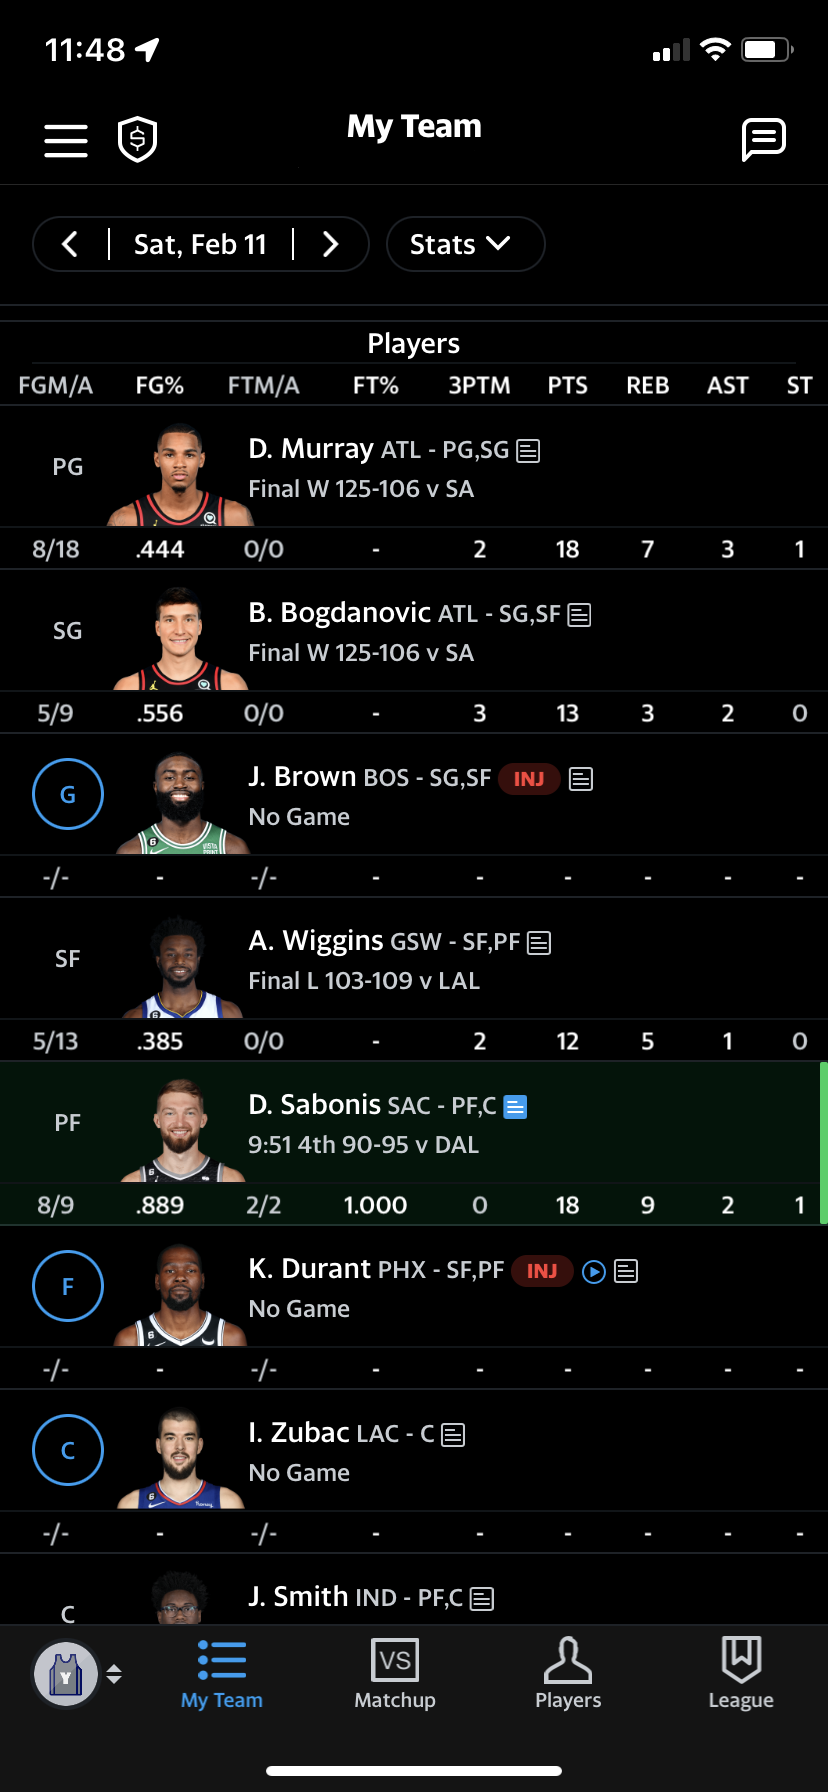 11:48
My Team
Sat, Feb 11
Stats
Players
FGM/A FG% FTM/A FT% 3PTM PTS REB AST ST
PG
D. Murray ATL - PG,SG
Final W 125-106 v SA
8/18 .444 0/0 - 2 18 7 3 1
SG
B. Bogdanovic ATL - SG,SF
Final W 125-106 v SA
5/9 .556 0/0 - 3 13 3 2 0
G
J. Brown BOS - SG,SF INJ
No Game
-/- - -/- - - - - - -
SF
A. Wiggins GSW - SF,PF
Final L 103-109 v LAL
5/13 .385 0/0 - 2 12 5 1 0
PF
D. Sabonis SAC - PF,C
9:51 4th 90-95 v DAL
8/9 .889 2/2 1.000 0 18 9 2 1
F
K. Durant PHX - SF,PF INJ
No Game
-/- - -/- - - - - - -
C
I. Zubac LAC - C
No Game
-/- - -/- - - - - - -
C
J. Smith IND - PF,C
Y
My Team
VS
Matchup
Players
League